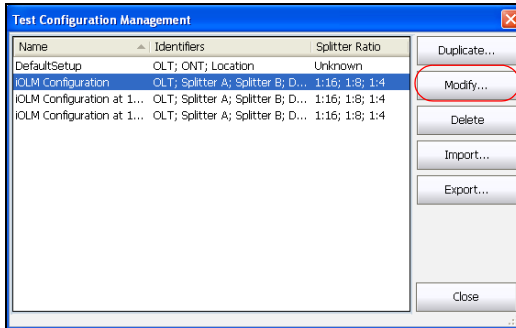 Test Configuration Management
Name Identifiers Splitter Ratio
DefaultSetup OLT; ONT; Location Unknown
iOLM Configuration OLT; Splitter A; Splitter B; D... 1:16; 1:8; 1:4
iOLM Configuration at 1... OLT; Splitter A; Splitter B; D... 1:16; 1:8; 1:4
iOLM Configuration at 1... OLT; Splitter A; Splitter B; D... 1:16; 1:8; 1:4
Duplicate...
Modify...
Delete
Import...
Export...
Close